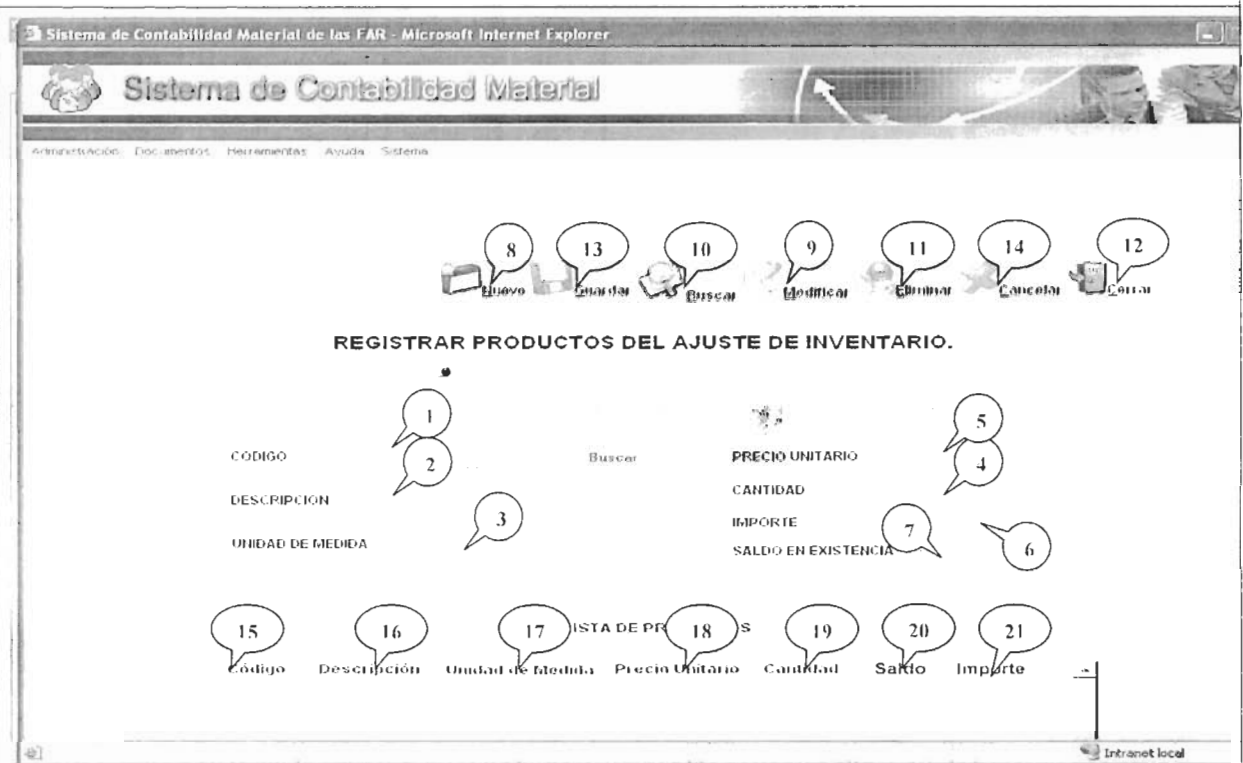 Sistema de Contabilidad Material de las FAR - Microsoft Internet Explorer
Sistema de Contabilidad Material
Administración Documentos Herramientas Ayuda Sistema
8 13 10 9 11 14 12
Nuevo Guardar Buscar Modificar Eliminar Cancelar Cerrar
REGISTRAR PRODUCTOS DEL AJUSTE DE INVENTARIO.
1 5
CODIGO Buscar PRECIO UNITARIO
2 4
DESCRIPCION CANTIDAD
3 IMPORTE 7 6
UNIDAD DE MEDIDA SALDO EN EXISTENCIA
15 16 17 ISTA DE PR 18 S 19 20 21
Código Descripción Unidad de Medida Precio Unitario Cantidad Saldo Importe
Intranet local